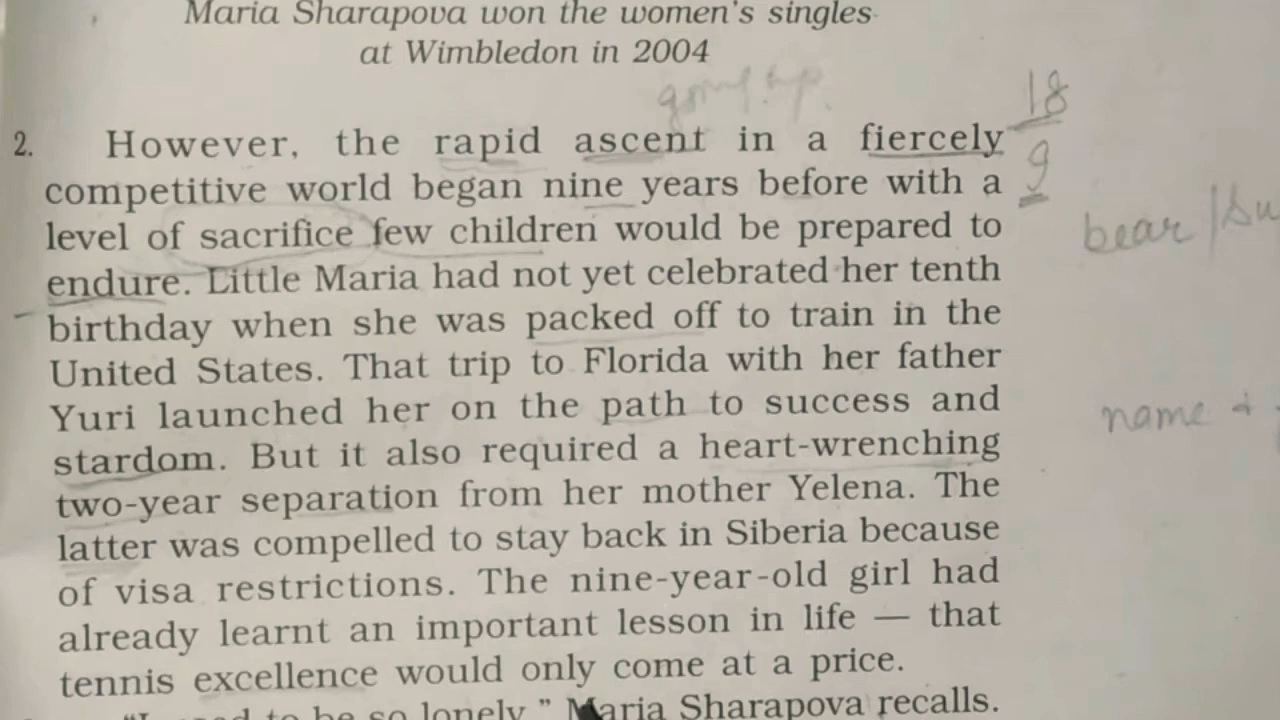 Maria Sharapova won the women's singles
at Wimbledon in 2004
going up.
18
2. However, the rapid ascent in a fiercely
9
competitive world began nine years before with a
level of sacrifice few children would be prepared to
bear /Su
endure. Little Maria had not yet celebrated her tenth
birthday when she was packed off to train in the
United States. That trip to Florida with her father
Yuri launched her on the path to success and
name +
stardom. But it also required a heart-wrenching
two-year separation from her mother Yelena. The
latter was compelled to stay back in Siberia because
of visa restrictions. The nine-year-old girl had
already learnt an important lesson in life — that
tennis excellence would only come at a price.
to be so lonely," Maria Sharapova recalls.